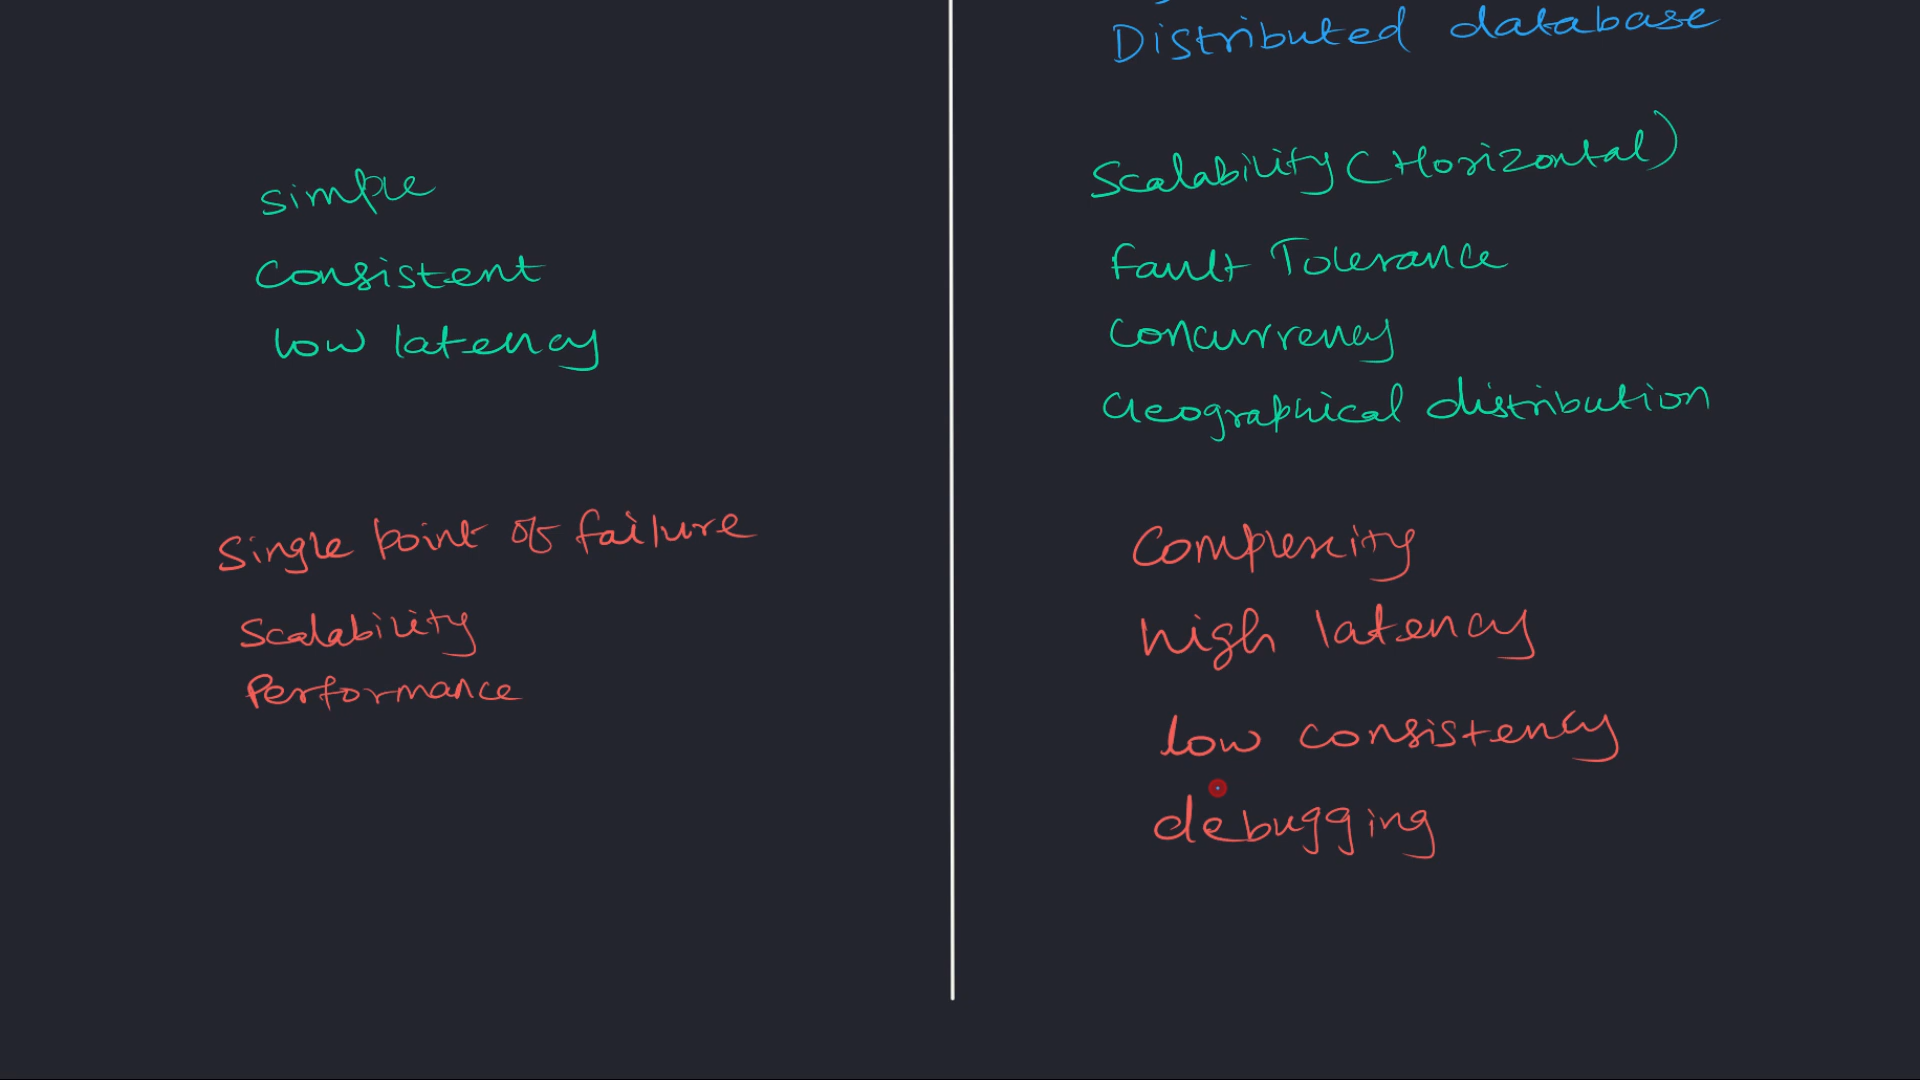 simple
Consistent
low latency
Single point of failure
Scalability
Performance
Distributed database
Scalability (Horizontal)
fault Tolerance
Concurrency
Geographical distribution
Complexity
high latency
low consistency
debugging